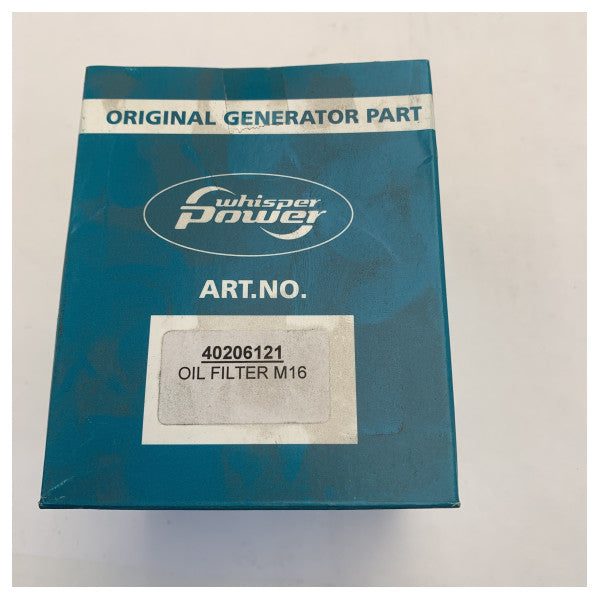 ORIGINAL GENERATOR PART
whisper
power
ART.NO.
40206121
OIL FILTER M16